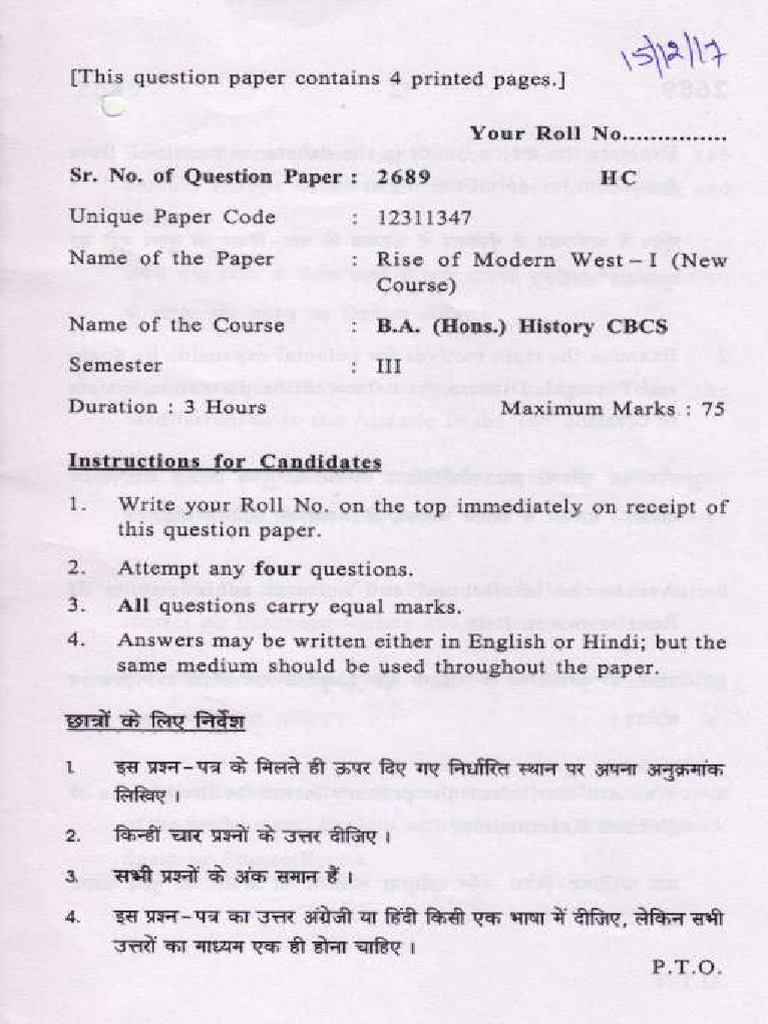 15/12/17
[This question paper contains 4 printed pages.]
Your Roll No...............
Sr. No. of Question Paper : 2689 HC
Unique Paper Code : 12311347
Name of the Paper : Rise of Modern West – I (New
Course)
Name of the Course : B.A. (Hons.) History CBCS
Semester : III
Duration : 3 Hours Maximum Marks : 75
Instructions for Candidates
1. Write your Roll No. on the top immediately on receipt of
this question paper.
2. Attempt any four questions.
3. All questions carry equal marks.
4. Answers may be written either in English or Hindi; but the
same medium should be used throughout the paper.
छात्रों के लिए निर्देश
1. इस प्रश्न-पत्र के मिलते ही ऊपर दिए गए निर्धारित स्थान पर अपना अनुक्रमांक
लिखिए ।
2. किन्हीं चार प्रश्नों के उत्तर दीजिए ।
3. सभी प्रश्नों के अंक समान हैं ।
4. इस प्रश्न-पत्र का उत्तर अंग्रेजी या हिंदी किसी एक भाषा में दीजिए, लेकिन सभी
उत्तरों का माध्यम एक ही होना चाहिए ।
P.T.O.